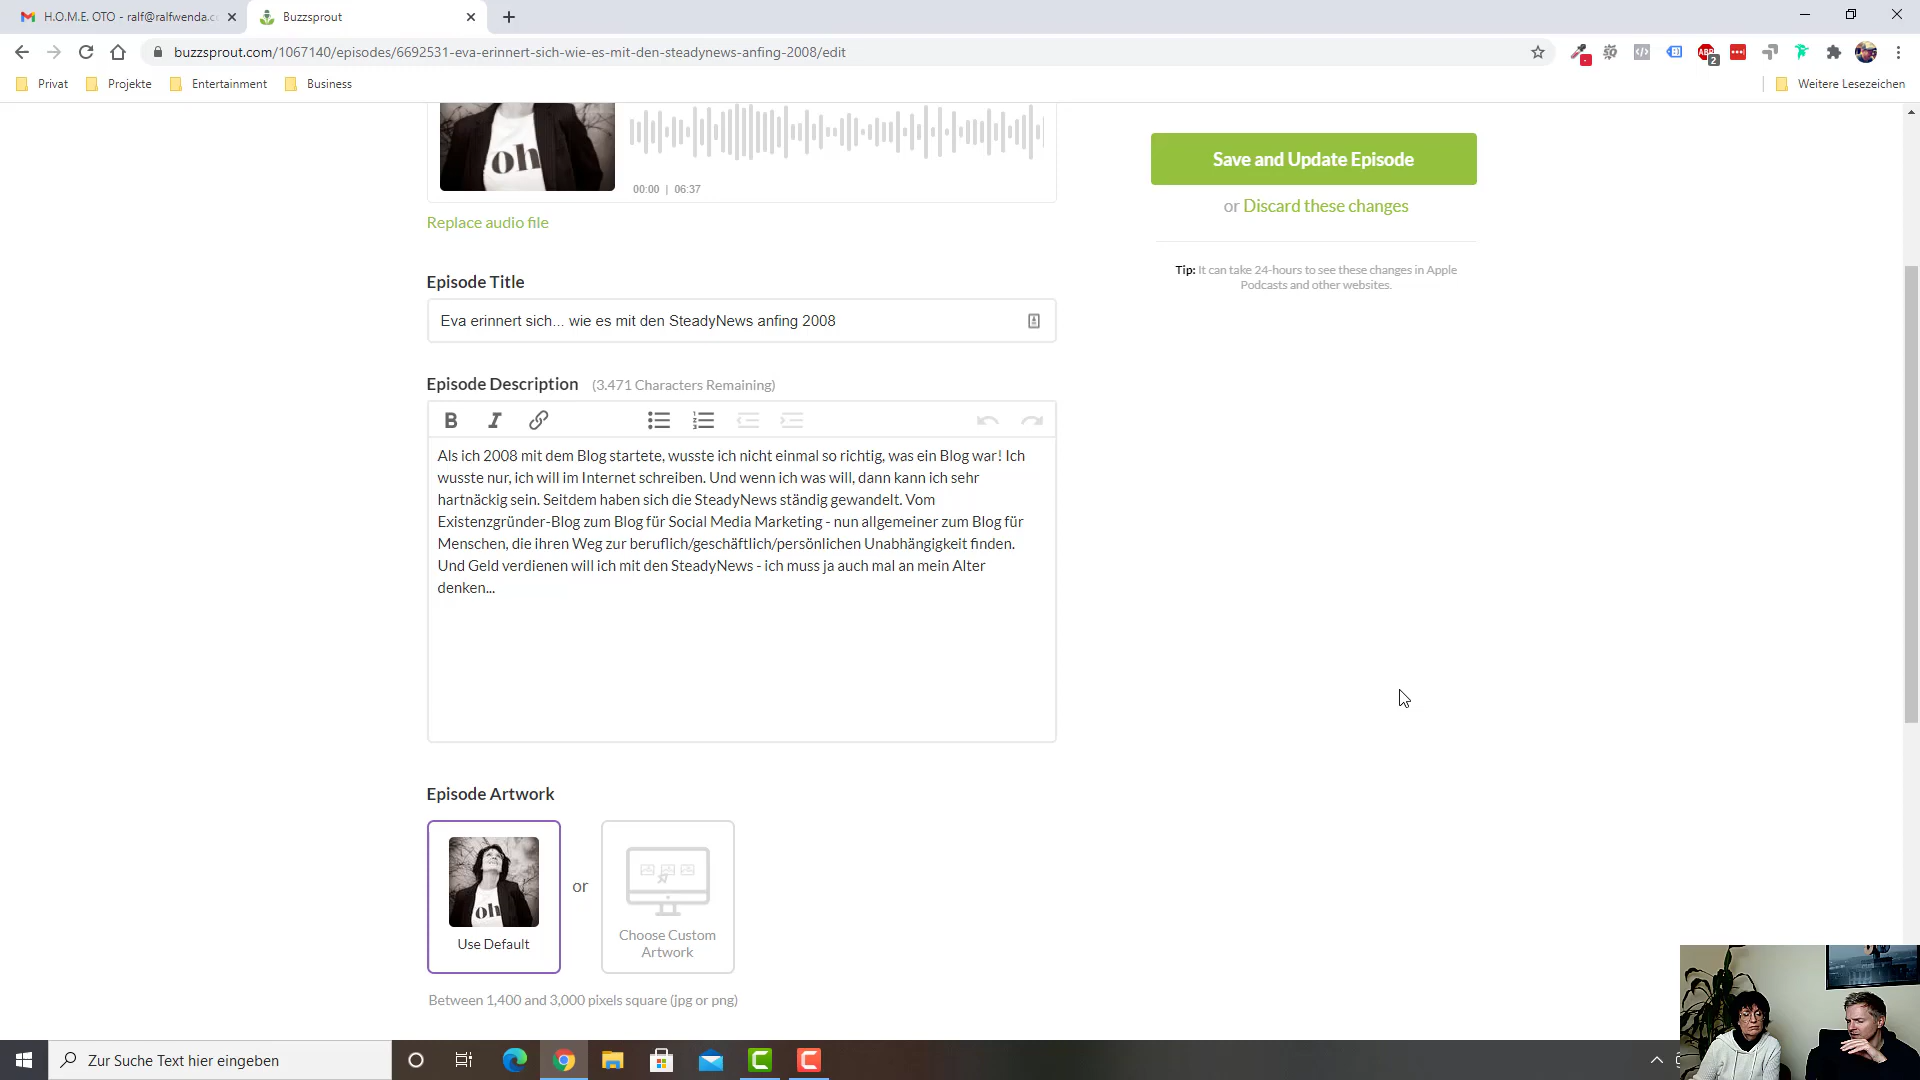 H.O.M.E. OTO - ralf@ralfwenda.c
Buzzsprout
buzzsprout.com/1067140/episodes/6692531-eva-erinnert-sich-wie-es-mit-den-steadynews-anfing-2008/edit
ABP
2
Privat
Projekte
Entertainment
Business
Weitere Lesezeichen
oh
00:00 | 06:37
Replace audio file
Save and Update Episode
or Discard these changes
Tip: It can take 24-hours to see these changes in Apple
Podcasts and other websites.
Episode Title
Eva erinnert sich... wie es mit den SteadyNews anfing 2008
Episode Description (3.471 Characters Remaining)
B I
Als ich 2008 mit dem Blog startete, wusste ich nicht einmal so richtig, was ein Blog war! Ich
wusste nur, ich will im Internet schreiben. Und wenn ich was will, dann kann ich sehr
hartnäckig sein. Seitdem haben sich die SteadyNews ständig gewandelt. Vom
Existenzgründer-Blog zum Blog für Social Media Marketing - nun allgemeiner zum Blog für
Menschen, die ihren Weg zur beruflich/geschäftlich/persönlichen Unabhängigkeit finden.
Und Geld verdienen will ich mit den SteadyNews - ich muss ja auch mal an mein Alter
denken...
Episode Artwork
oh
Use Default
or
Choose Custom
Artwork
Between 1,400 and 3,000 pixels square (jpg or png)
Zur Suche Text hier eingeben